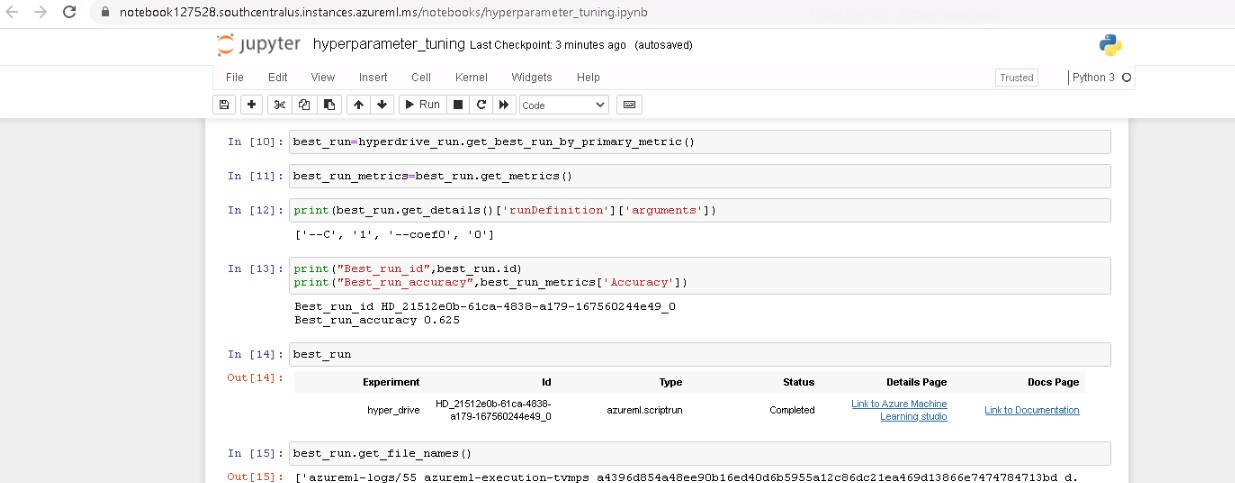 notebook127528.southcentralus.instances.azureml.ms/notebooks/hyperparameter_tuning.ipynb
jupyter hyperparameter_tuning Last Checkpoint: 3 minutes ago (autosaved)
File Edit View Insert Cell Kernel Widgets Help Trusted Python 3
Run Code
In [10]: best_run=hyperdrive_run.get_best_run_by_primary_metric()
In [11]: best_run_metrics=best_run.get_metrics()
In [12]: print(best_run.get_details()['runDefinition']['arguments'])
['--C', '1', '--coef0', '0']
In [13]: print("Best_run_id",best_run.id)
print("Best_run_accuracy",best_run_metrics['Accuracy'])
Best_run_id HD_21512e0b-61ca-4838-a179-167560244e49_0
Best_run_accuracy 0.625
In [14]: best_run
Out[14]: Experiment Id Type Status Details Page Docs Page
hyper_drive HD_21512e0b-61ca-4838-a179-167560244e49_0 azureml.scriptrun Completed Link to Azure Machine Learning studio Link to Documentation
In [15]: best_run.get_file_names()
Out[15]: ['azureml-logs/55_azureml-execution-tvmps_a4396d854a48ee90b16ed40d6b5955a12c86dc21ea469d13866e7474784713bd_d.